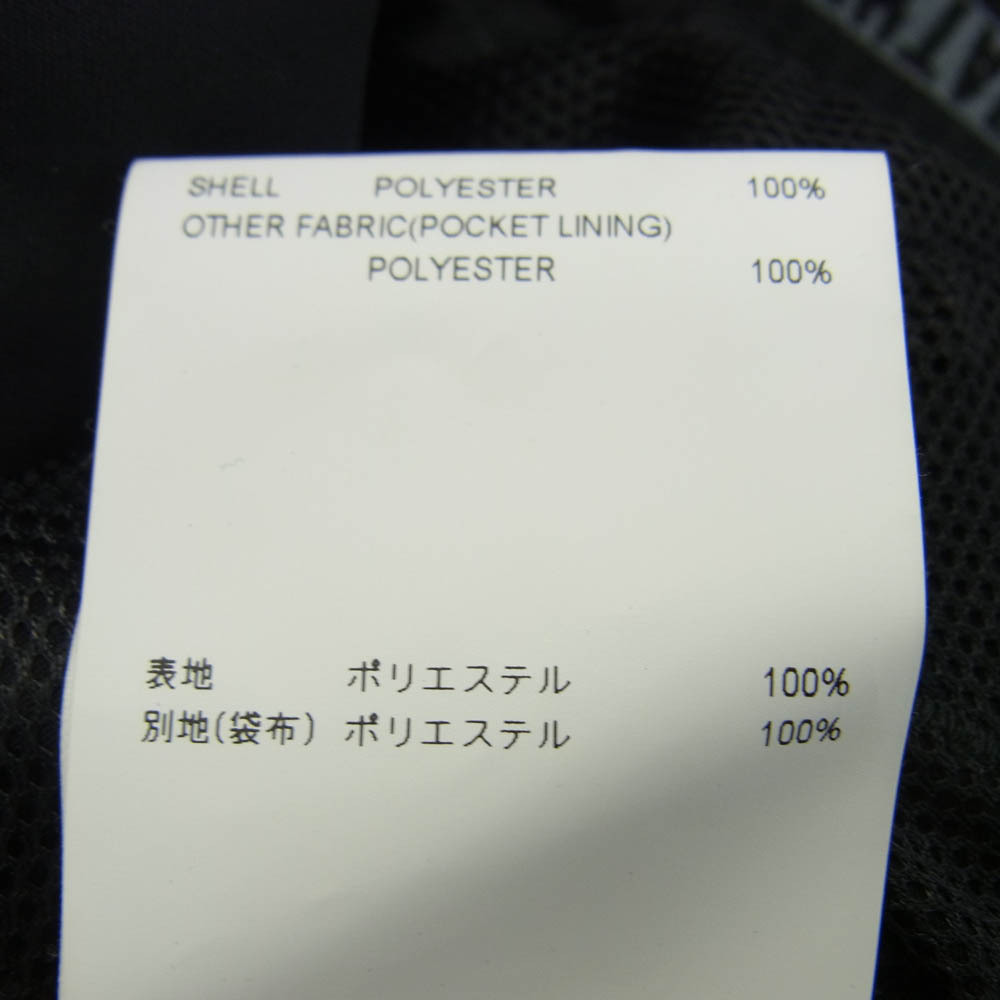 SHELL POLYESTER 100%
OTHER FABRIC(POCKET LINING)
POLYESTER 100%
表地 ポリエステル 100%
別地(袋布) ポリエステル 100%